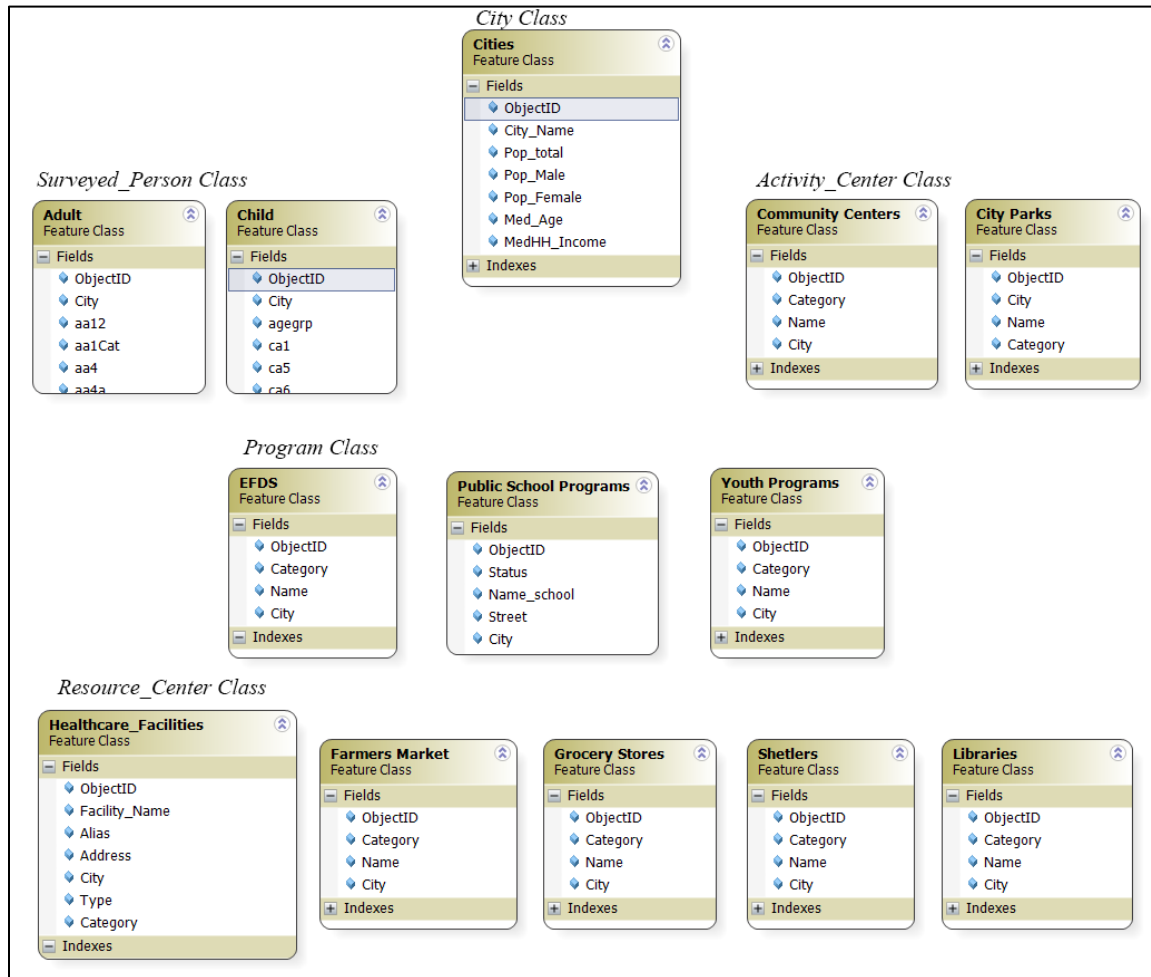 City Class
Cities
Feature Class
Fields
ObjectID
City_Name
Pop_total
Pop_Male
Pop_Female
Med_Age
MedHH_Income
Indexes
Surveyed_Person Class
Adult
Feature Class
Fields
ObjectID
City
aa12
aa1Cat
aa4
aa4a
Child
Feature Class
Fields
ObjectID
City
agegrp
ca1
ca5
ca6
Activity_Center Class
Community Centers
Feature Class
Fields
ObjectID
Category
Name
City
Indexes
City Parks
Feature Class
Fields
ObjectID
City
Name
Category
Indexes
Program Class
EFDS
Feature Class
Fields
ObjectID
Category
Name
City
Indexes
Public School Programs
Feature Class
Fields
ObjectID
Status
Name_school
Street
City
Youth Programs
Feature Class
Fields
ObjectID
Category
Name
City
Indexes
Resource_Center Class
Healthcare_Facilities
Feature Class
Fields
ObjectID
Facility_Name
Alias
Address
City
Type
Category
Indexes
Farmers Market
Feature Class
Fields
ObjectID
Category
Name
City
Indexes
Grocery Stores
Feature Class
Fields
ObjectID
Category
Name
City
Indexes
Shetlers
Feature Class
Fields
ObjectID
Category
Name
City
Indexes
Libraries
Feature Class
Fields
ObjectID
Category
Name
City
Indexes